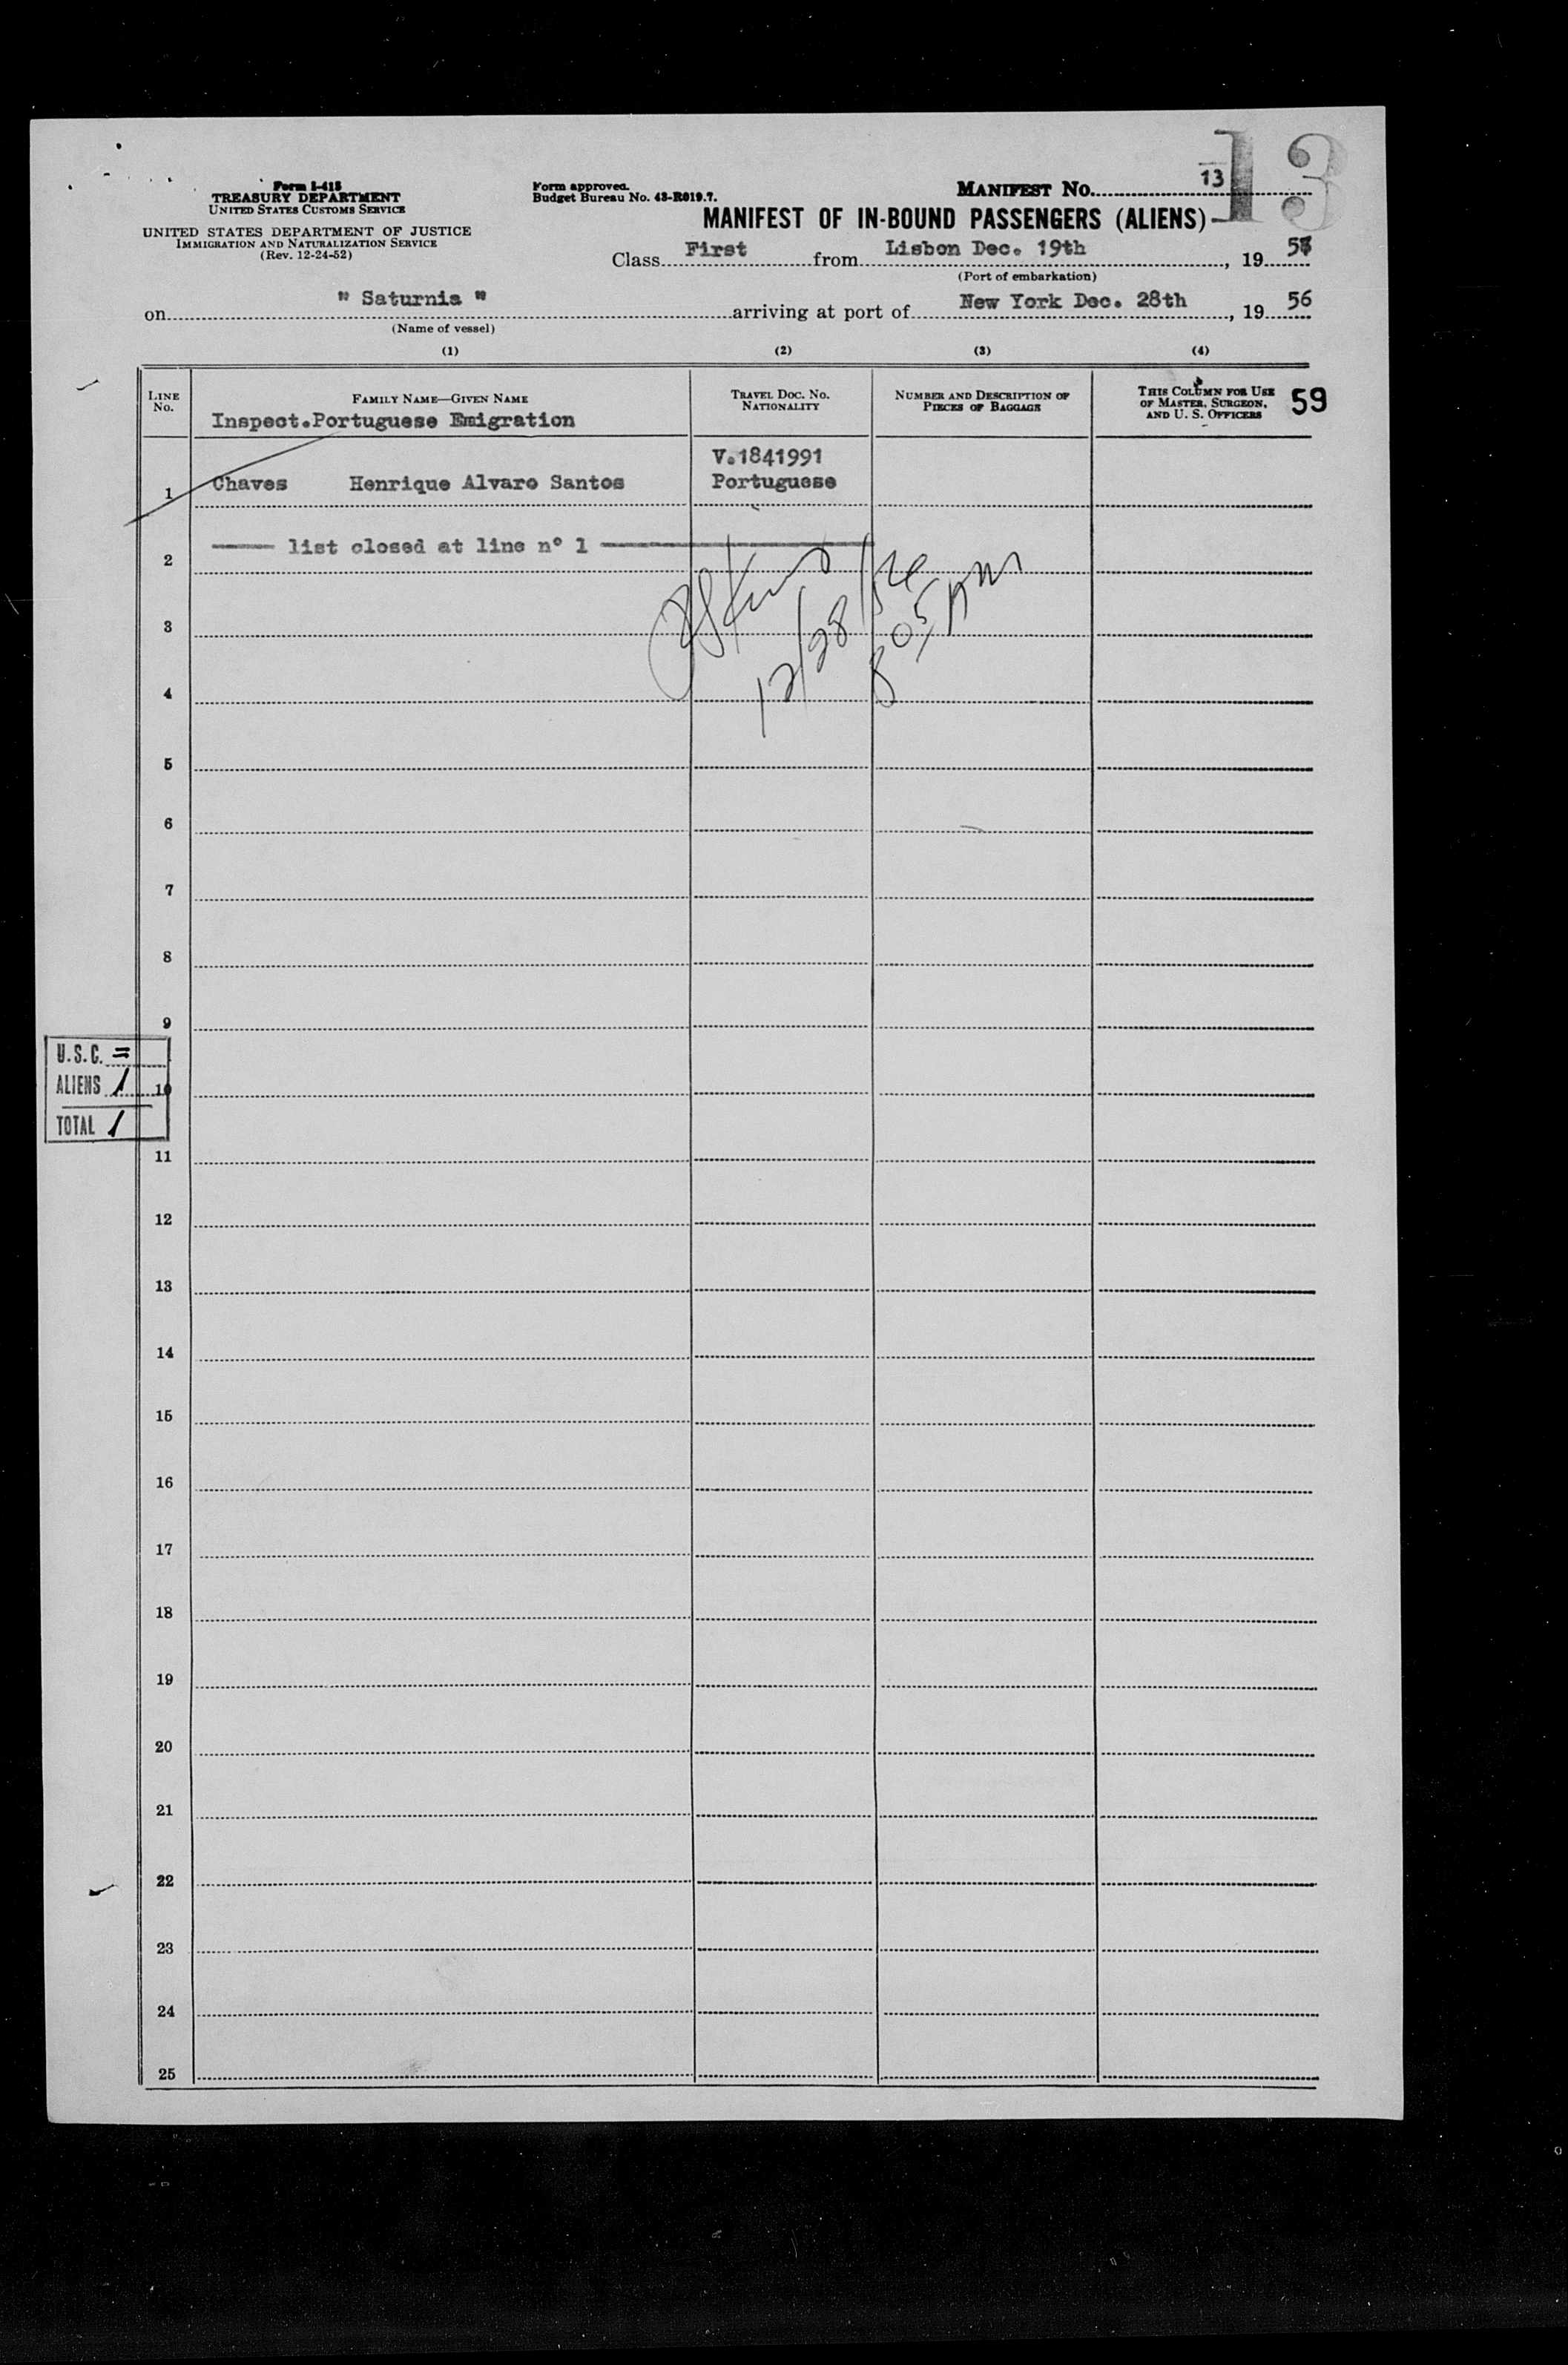 13
Form I-418
TREASURY DEPARTMENT
UNITED STATES CUSTOMS SERVICE
UNITED STATES DEPARTMENT OF JUSTICE
IMMIGRATION AND NATURALIZATION SERVICE
(Rev. 12-24-52)
Form approved.
Budget Bureau No. 43-R019.7.
MANIFEST NO. 13
MANIFEST OF IN-BOUND PASSENGERS (ALIENS)
Class First from Lisbon Dec. 19th, 19
(Port of embarkation)
on " Saturnia " arriving at port of New York Dec. 28th, 19 56
(Name of vessel)
(1) (2) (3) (4)
LINE No. FAMILY NAME—GIVEN NAME TRAVEL DOC. NO. NATIONALITY NUMBER AND DESCRIPTION OF PIECES OF BAGGAGE THIS COLUMN FOR USE OF MASTER, SURGEON, AND U. S. OFFICERS 59
Inspect.Portuguese Emigration
V.1841991
1 Chaves Henrique Alvaro Santos Portuguese
2 list closed at line n° 1
12/28/56
805 AM
3
4
5
6
7
8
9
U.S.C. =
ALIENS 1
10
TOTAL 1
11
12
13
14
15
16
17
18
19
20
21
22
23
24
25